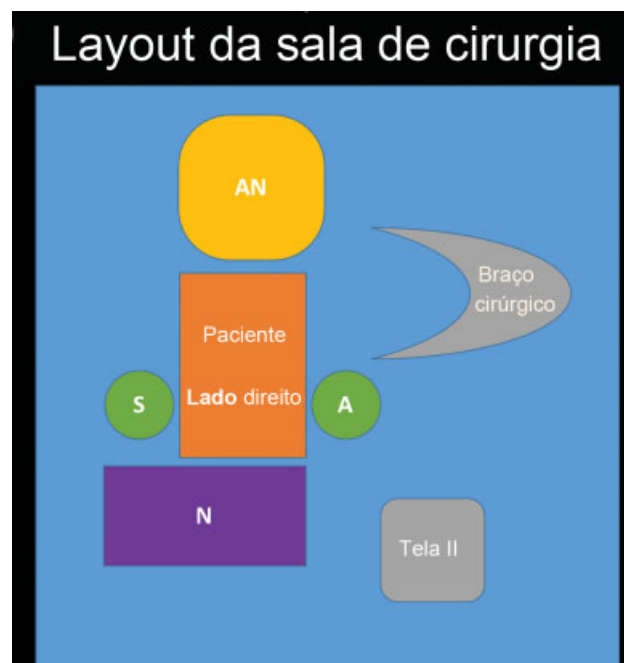 Layout da sala de cirurgia
AN
Braço
cirúrgico
Paciente
Lado direito
S
A
N
Tela II